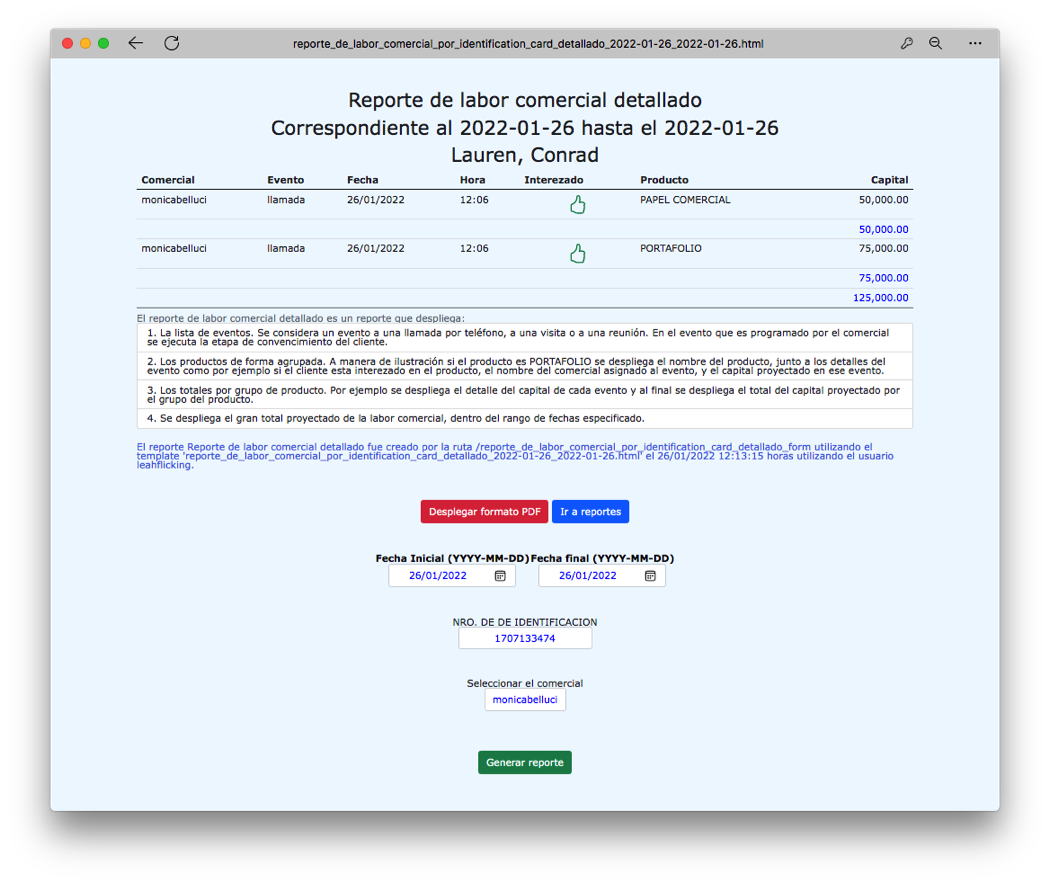 reporte_de_labor_comercial_por_identification_card_detallado_2022-01-26_2022-01-26.html
Reporte de labor comercial detallado
Correspondiente al 2022-01-26 hasta el 2022-01-26
Lauren, Conrad
Comercial Evento Fecha Hora Interezado Producto Capital
monicabelluci llamada 26/01/2022 12:06 PAPEL COMERCIAL 50,000.00
50,000.00
monicabelluci llamada 26/01/2022 12:06 PORTAFOLIO 75,000.00
75,000.00
125,000.00
El reporte de labor comercial detallado es un reporte que despliega:
1. La lista de eventos. Se considera un evento a una llamada por teléfono, a una visita o a una reunión. En el evento que es programado por el comercial
se ejecuta la etapa de convencimiento del cliente.
2. Los productos de forma agrupada. A manera de ilustración si el producto es PORTAFOLIO se despliega el nombre del producto, junto a los detalles del
evento como por ejemplo si el cliente esta interezado en el producto, el nombre del comercial asignado al evento, y el capital proyectado en ese evento.
3. Los totales por grupo de producto. Por ejemplo se despliega el detalle del capital de cada evento y al final se despliega el total del capital proyectado por
el grupo del producto.
4. Se despliega el gran total proyectado de la labor comercial, dentro del rango de fechas especificado.
El reporte Reporte de labor comercial detallado fue creado por la ruta /reporte_de_labor_comercial_por_identification_card_detallado_form utilizando el
template 'reporte_de_labor_comercial_por_identification_card_detallado_2022-01-26_2022-01-26.html' el 26/01/2022 12:13:15 horas utilizando el usuario
leahflicking.
Desplegar formato PDF Ir a reportes
Fecha Inicial (YYYY-MM-DD) Fecha final (YYYY-MM-DD)
26/01/2022 26/01/2022
NRO. DE DE IDENTIFICACION
1707133474
Seleccionar el comercial
monicabelluci
Generar reporte